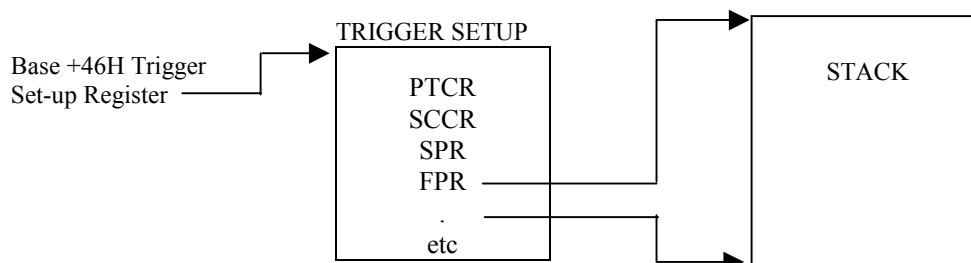 TRIGGER SETUP
Base +46H Trigger
Set-up Register
PTCR
SCCR
SPR
FPR
.
etc
STACK